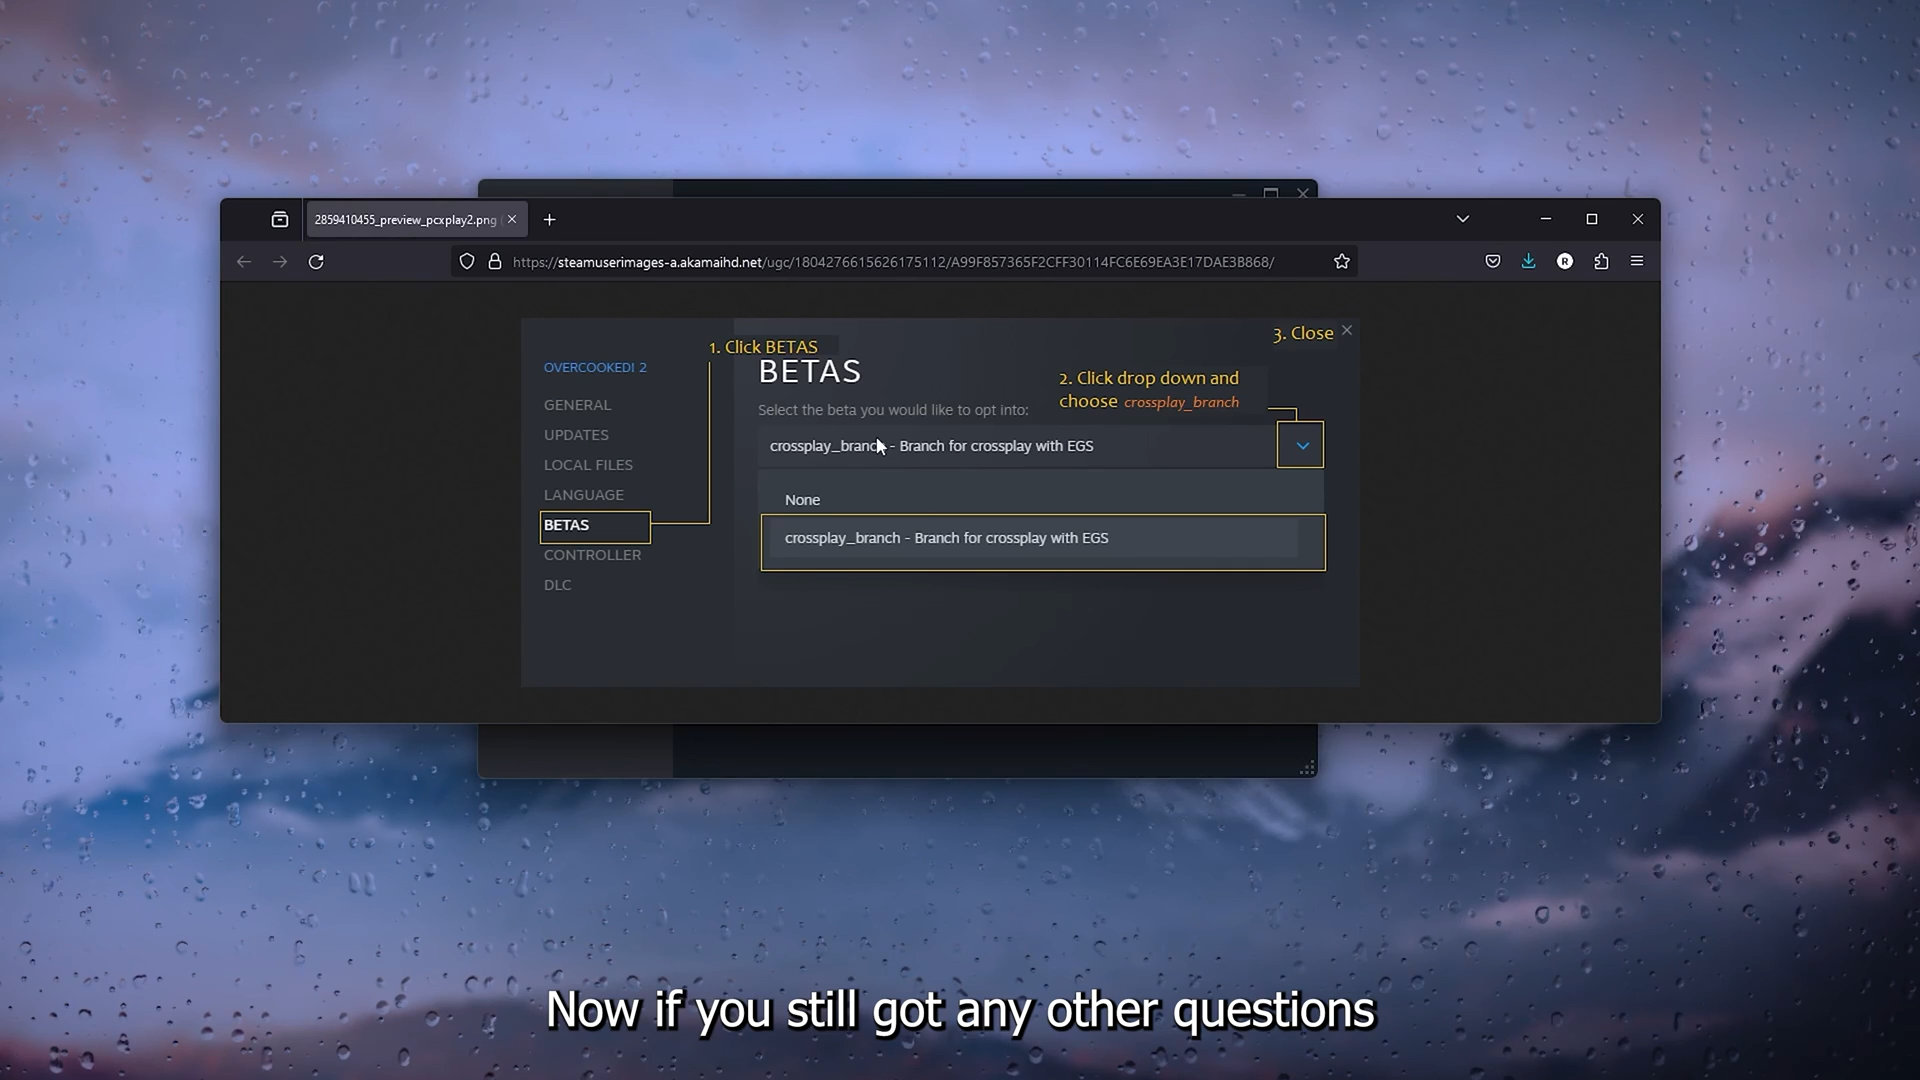 2859410455_preview_pcxplay2.png
https://steamuserimages-a.akamaihd.net/ugc/1804276615626175112/A99F857365F2CFF30114FC6E69EA3E17DAE3B868/
R
1. Click BETAS
3. Close
OVERCOOKED! 2
BETAS
2. Click drop down and
choose crossplay_branch
GENERAL
Select the beta you would like to opt into:
UPDATES
crossplay_branch - Branch for crossplay with EGS
LOCAL FILES
LANGUAGE
None
BETAS
crossplay_branch - Branch for crossplay with EGS
CONTROLLER
DLC
Now if you still got any other questions